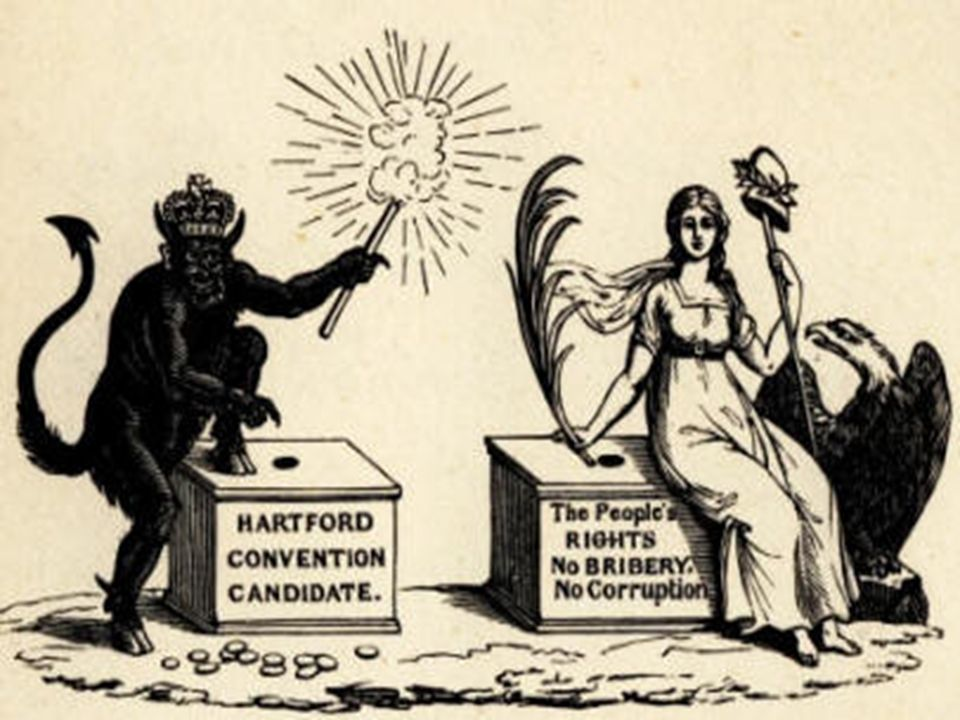 HARTFORD
CONVENTION
CANDIDATE.
The People's
RIGHTS
No BRIBERY.
No Corruption